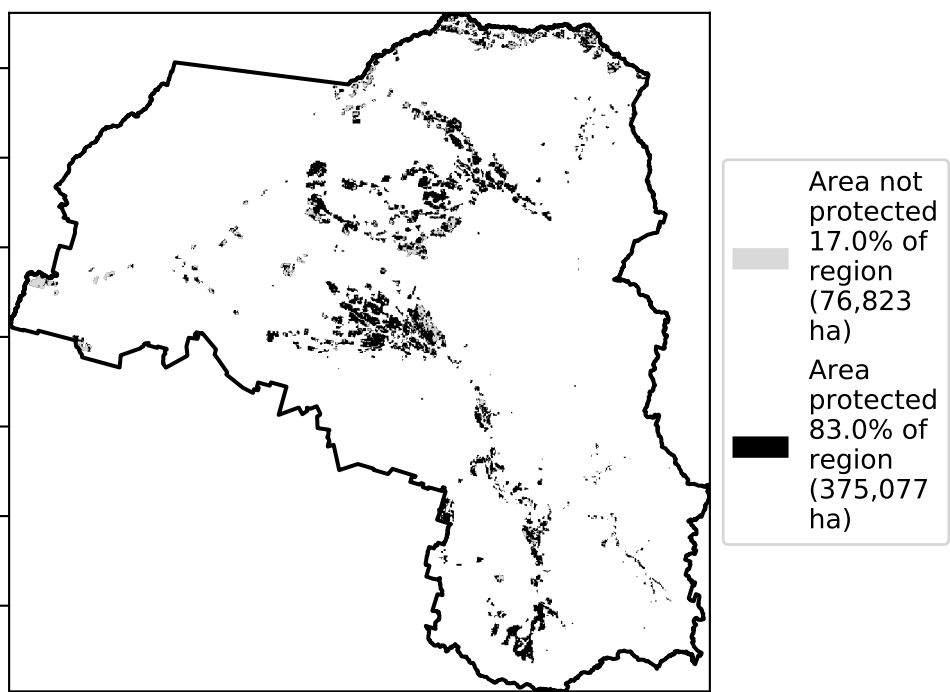 Area not
protected
17.0% of
region
(76,823
ha)
Area
protected
83.0% of
region
(375,077
ha)